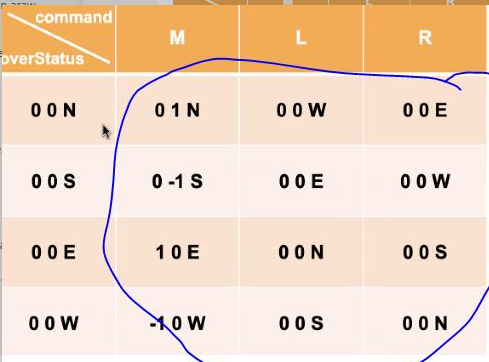 command M L R
overStatus
0 0 N 0 1 N 0 0 W 0 0 E
0 0 S 0 -1 S 0 0 E 0 0 W
0 0 E 1 0 E 0 0 N 0 0 S
0 0 W -1 0 W 0 0 S 0 0 N